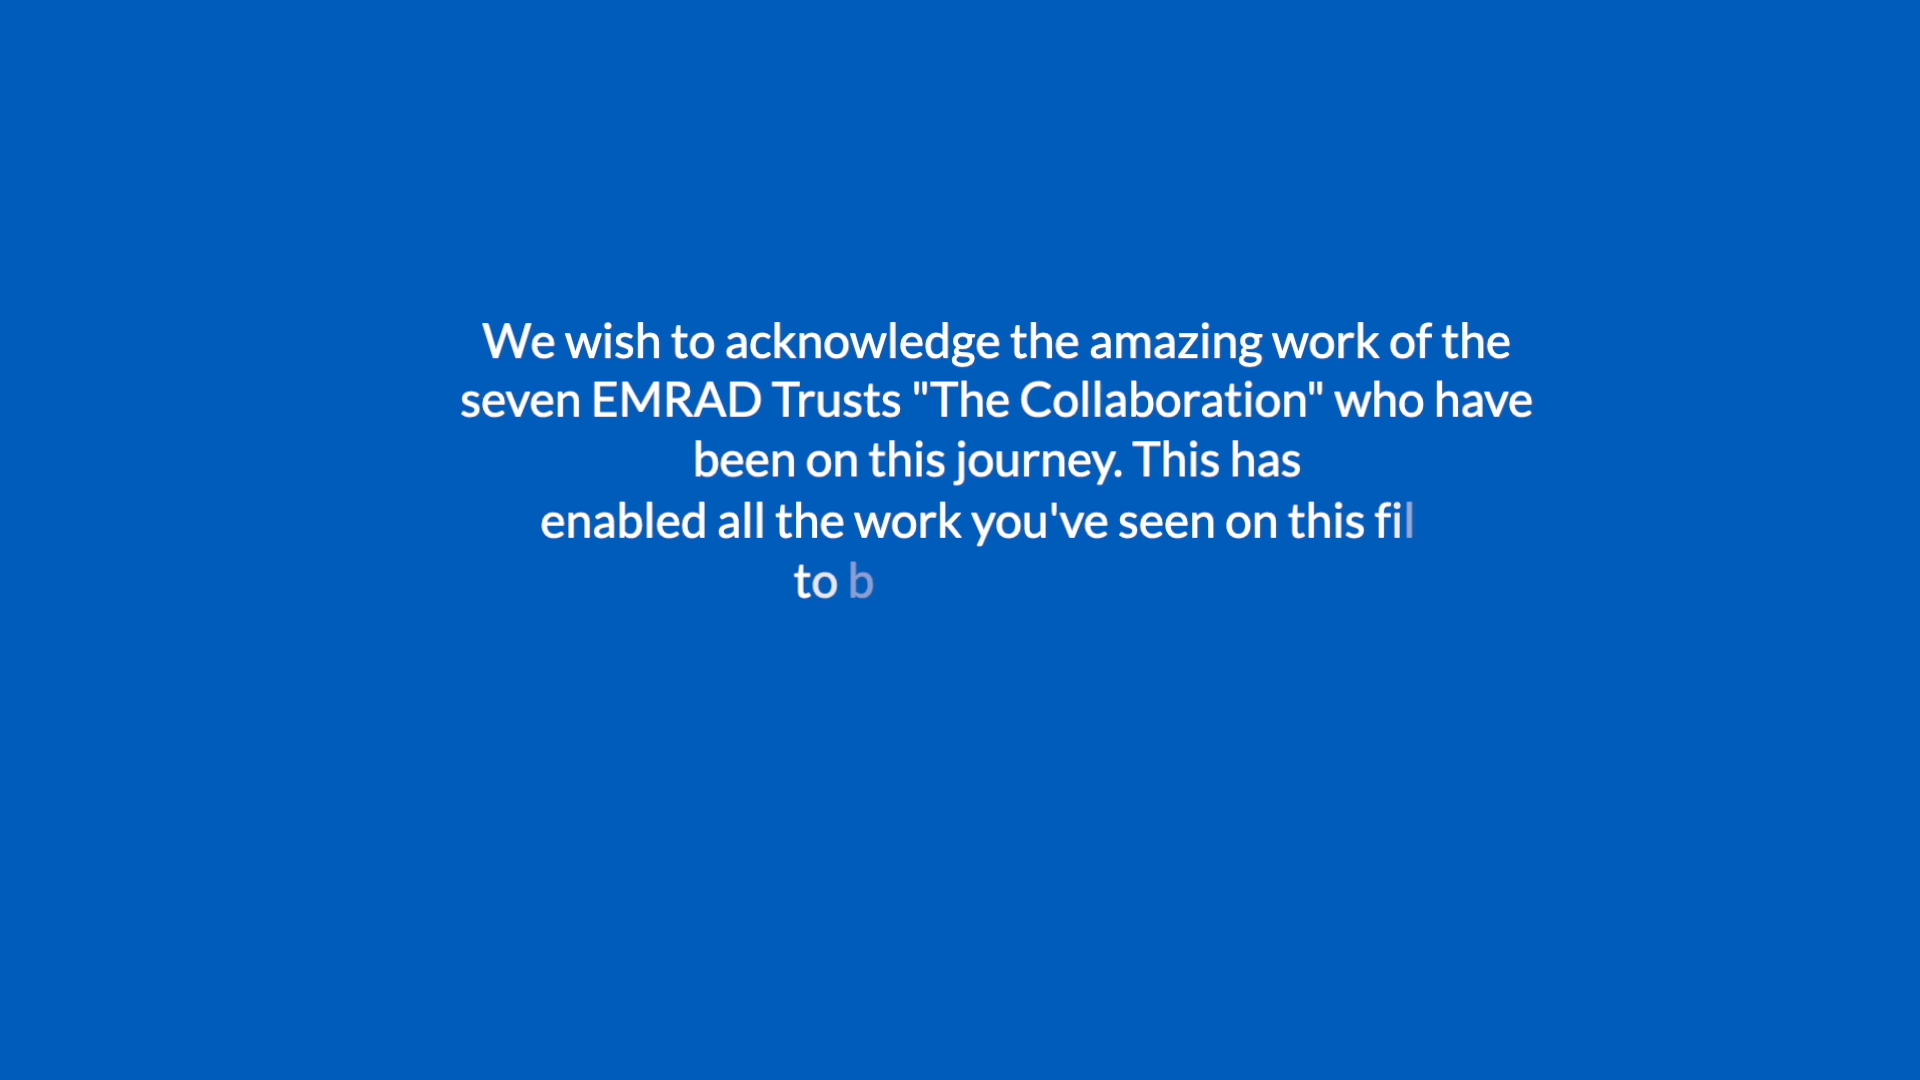 We wish to acknowledge the amazing work of the
seven EMRAD Trusts "The Collaboration" who have
been on this journey. This has
enabled all the work you've seen on this fil
to b